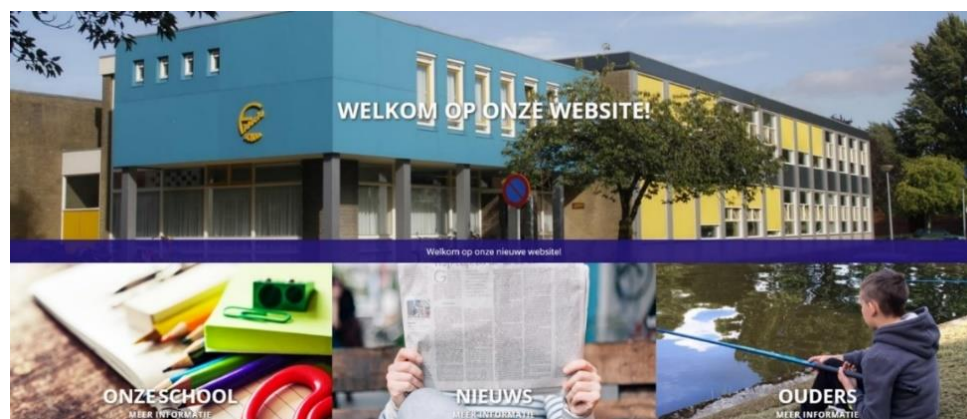 WELKOM OP ONZE WEBSITE!
Welkom op onze nieuwe website!
ONZE SCHOOL
MEER INFORMATIE
NIEUWS
MEER INFORMATIE
OUDERS
MEER INFORMATIE